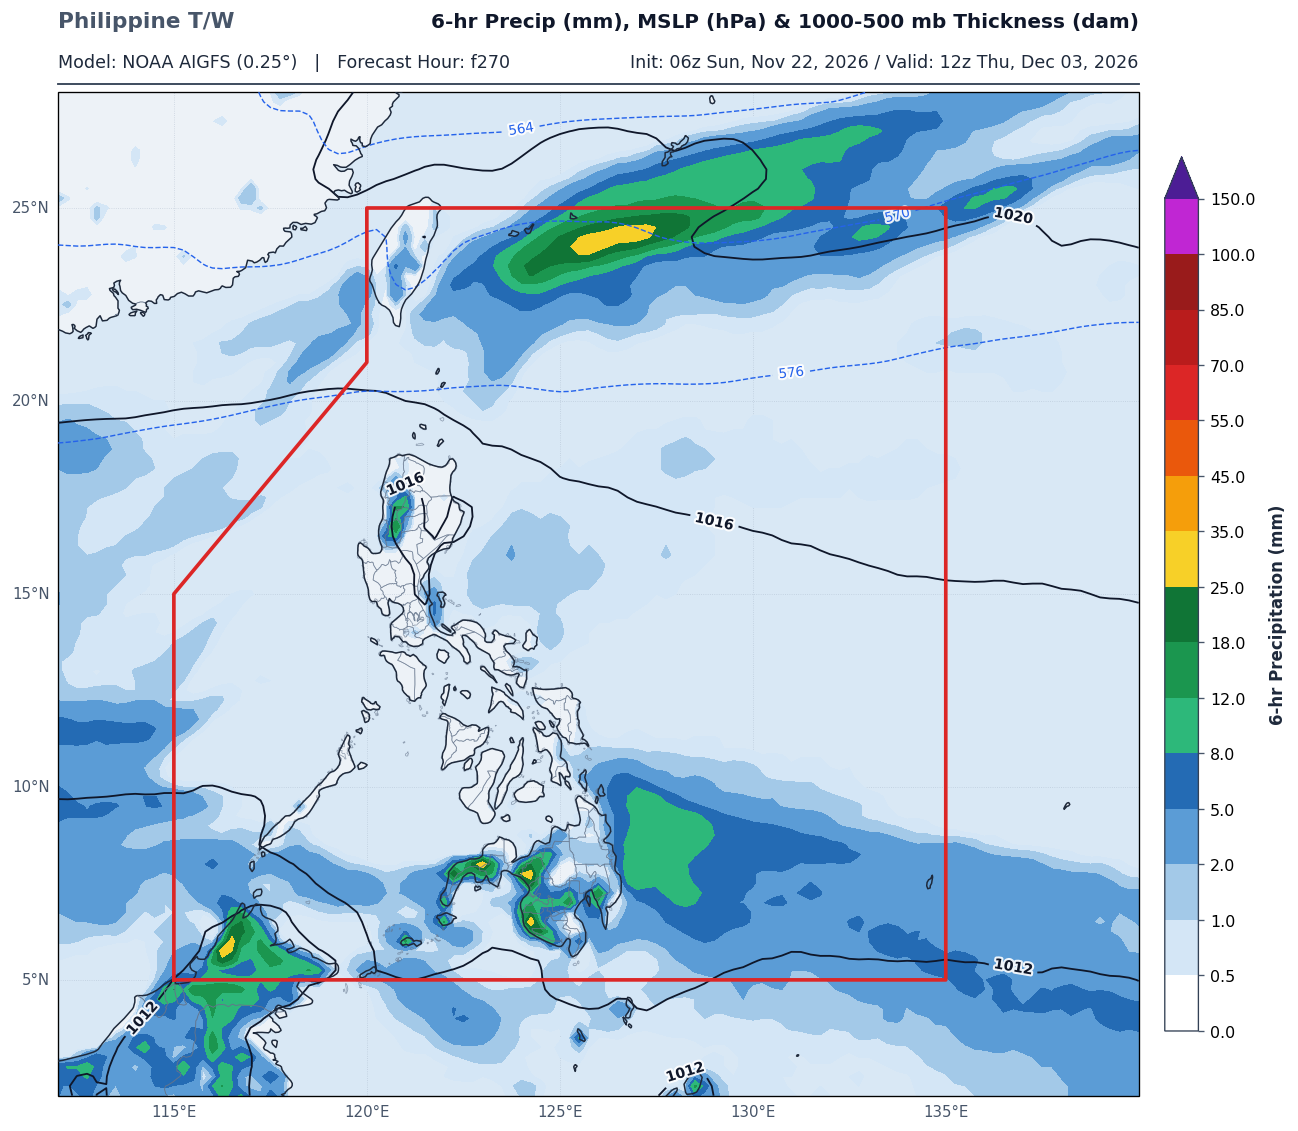 Philippine T/W
6-hr Precip (mm), MSLP (hPa) & 1000-500 mb Thickness (dam)
Model: NOAA AIGFS (0.25°) | Forecast Hour: f270
Init: 06z Sun, Nov 22, 2026 / Valid: 12z Thu, Dec 03, 2026
564
570
1020
576
1016
1016
1012
1012
1012
25°N
20°N
15°N
10°N
5°N
115°E
120°E
125°E
130°E
135°E
150.0
100.0
85.0
70.0
55.0
45.0
35.0
25.0
18.0
12.0
8.0
5.0
2.0
1.0
0.5
0.0
6-hr Precipitation (mm)